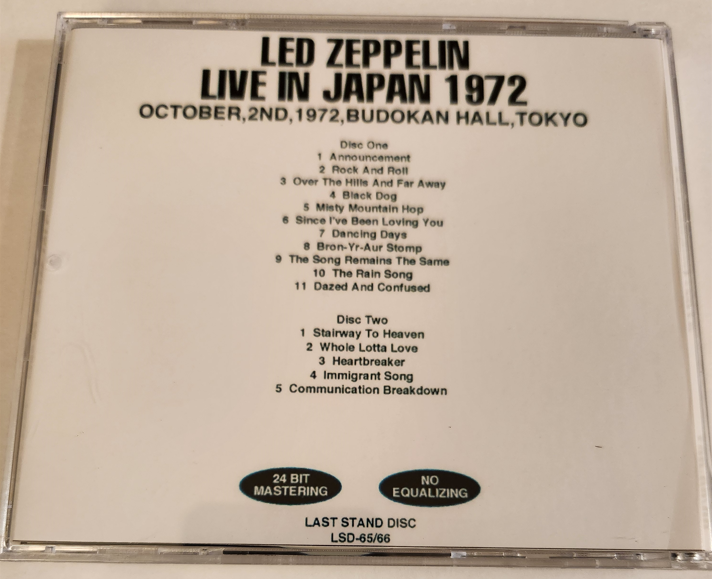 LED ZEPPELIN
LIVE IN JAPAN 1972
OCTOBER,2ND,1972,BUDOKAN HALL,TOKYO
Disc One
1 Announcement
2 Rock And Roll
3 Over The Hills And Far Away
4 Black Dog
5 Misty Mountain Hop
6 Since I've Been Loving You
7 Dancing Days
8 Bron-Yr-Aur Stomp
9 The Song Remains The Same
10 The Rain Song
11 Dazed And Confused
Disc Two
1 Stairway To Heaven
2 Whole Lotta Love
3 Heartbreaker
4 Immigrant Song
5 Communication Breakdown
24 BIT
MASTERING
NO
EQUALIZING
LAST STAND DISC
LSD-65/66